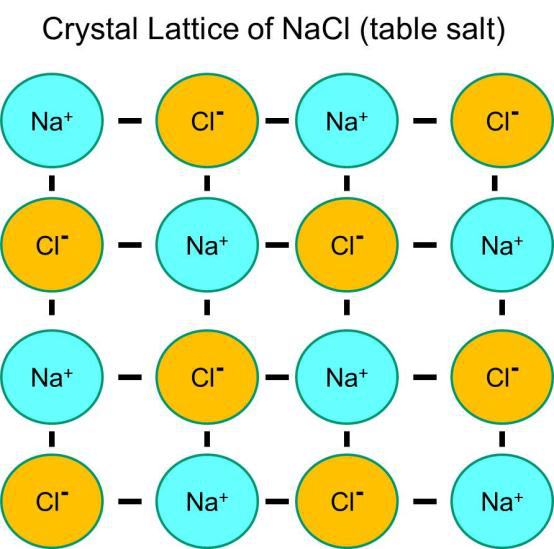 Crystal Lattice of NaCl (table salt)
Na⁺ Cl⁻ Na⁺ Cl⁻
Cl⁻ Na⁺ Cl⁻ Na⁺
Na⁺ Cl⁻ Na⁺ Cl⁻
Cl⁻ Na⁺ Cl⁻ Na⁺